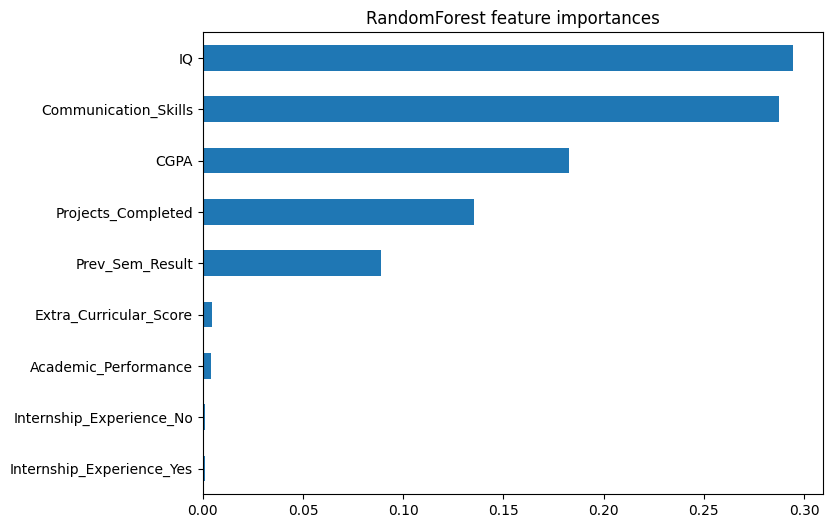 RandomForest feature importances
IQ
Communication_Skills
CGPA
Projects_Completed
Prev_Sem_Result
Extra_Curricular_Score
Academic_Performance
Internship_Experience_No
Internship_Experience_Yes
0.00 0.05 0.10 0.15 0.20 0.25 0.30